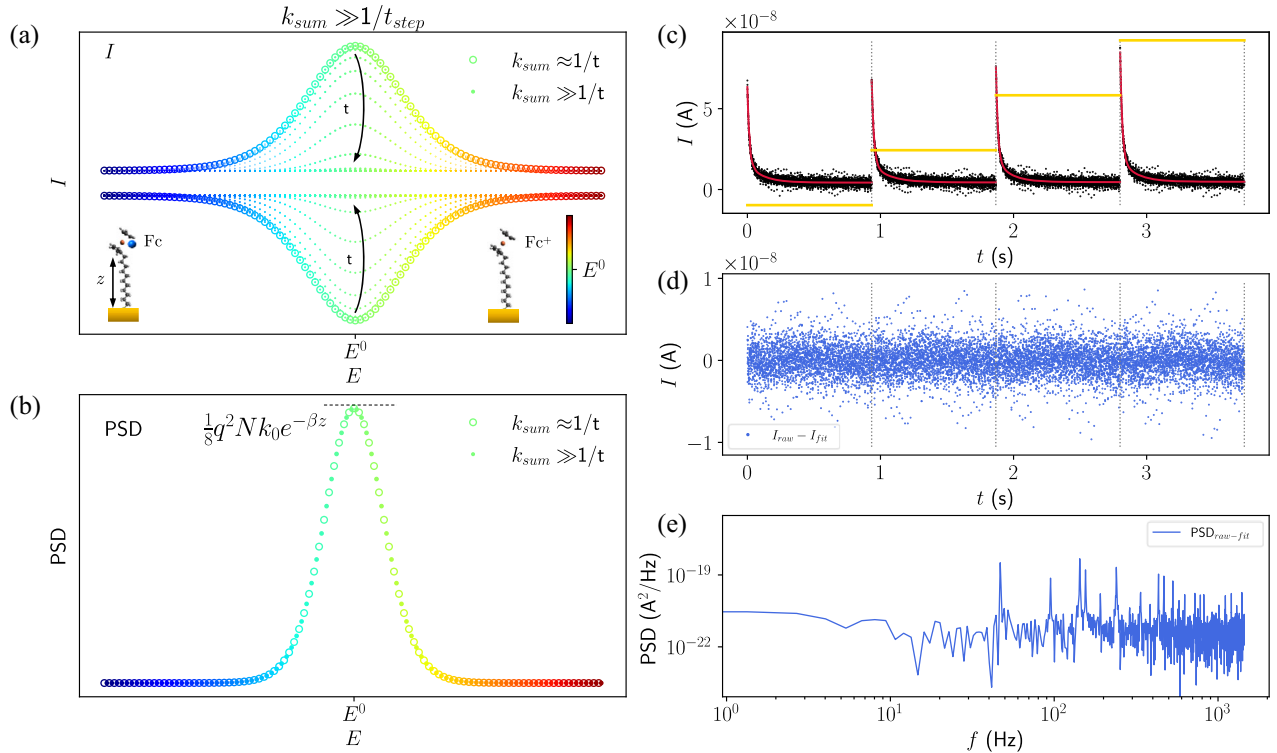 (a)
k_sum ≫1/t_step
I
k_sum ≈1/t
k_sum ≫1/t
t
I
t
Fc
z
Fc⁺
E⁰
E⁰
E
(b)
PSD
1/8 q²Nk₀e^−βz
k_sum ≈1/t
k_sum ≫1/t
PSD
E⁰
E
(c)
×10⁻⁸
5
0
I (A)
0 1 2 3
t (s)
(d)
×10⁻⁸
1
0
−1
I (A)
I_raw − I_fit
0 1 2 3
t (s)
(e)
PSD_raw−fit
10⁻¹⁹
10⁻²²
PSD (A²/Hz)
10⁰ 10¹ 10² 10³
f (Hz)